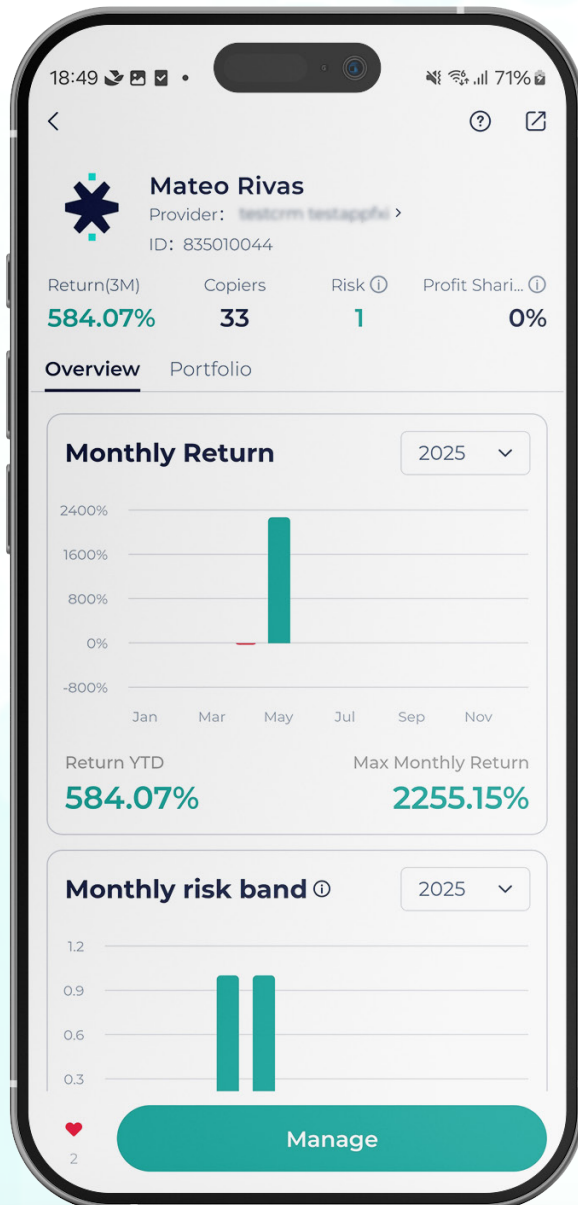 18:49 71%
Mateo Rivas
Provider:
ID: 835010044
Return(3M) Copiers Risk Profit Shari...
584.07% 33 1 0%
Overview Portfolio
Monthly Return 2025
2400%
1600%
800%
0%
-800%
Jan Mar May Jul Sep Nov
Return YTD Max Monthly Return
584.07% 2255.15%
Monthly risk band 2025
1.2
0.9
0.6
0.3
2 Manage